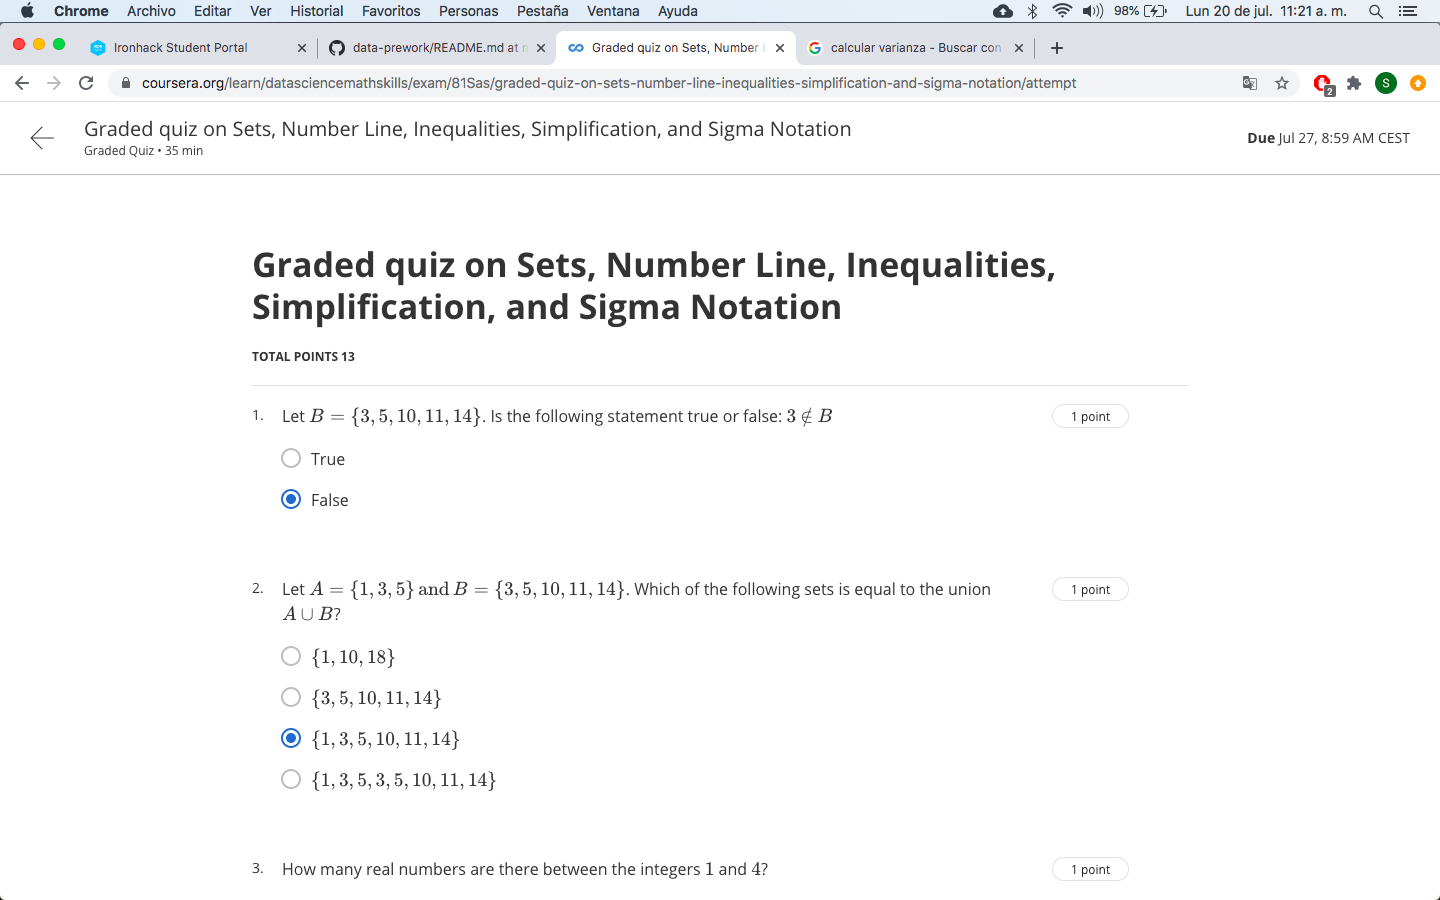 Chrome Archivo Editar Ver Historial Favoritos Personas Pestaña Ventana Ayuda 98% Lun 20 de jul. 11:21 a. m.
Ironhack Student Portal data-prework/README.md at Graded quiz on Sets, Number calcular varianza - Buscar con
coursera.org/learn/datasciencemathskills/exam/81Sas/graded-quiz-on-sets-number-line-inequalities-simplification-and-sigma-notation/attempt 2 S
Graded quiz on Sets, Number Line, Inequalities, Simplification, and Sigma Notation
Graded Quiz • 35 min
Due Jul 27, 8:59 AM CEST
Graded quiz on Sets, Number Line, Inequalities,
Simplification, and Sigma Notation
TOTAL POINTS 13
1. Let B = {3, 5, 10, 11, 14}. Is the following statement true or false: 3 ∉ B 1 point
True
False
2. Let A = {1, 3, 5} and B = {3, 5, 10, 11, 14}. Which of the following sets is equal to the union 1 point
A ∪ B?
{1, 10, 18}
{3, 5, 10, 11, 14}
{1, 3, 5, 10, 11, 14}
{1, 3, 5, 3, 5, 10, 11, 14}
3. How many real numbers are there between the integers 1 and 4? 1 point